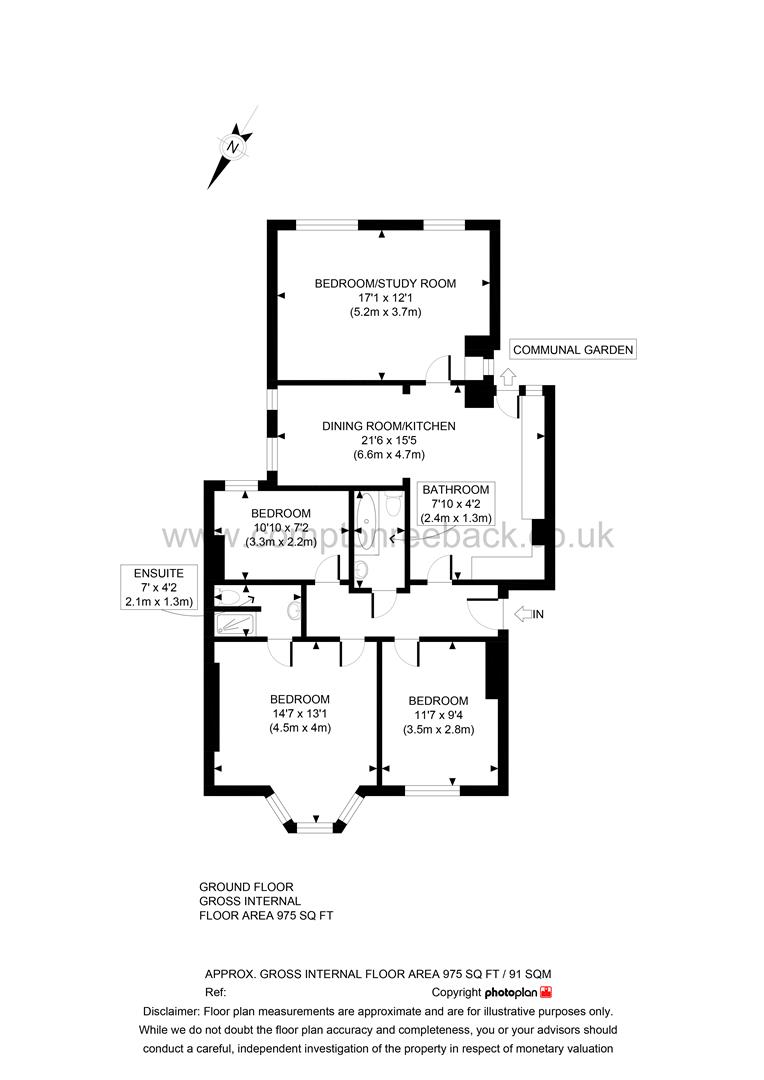 N
BEDROOM/STUDY ROOM
17'1 x 12'1
(5.2m x 3.7m)
COMMUNAL GARDEN
DINING ROOM/KITCHEN
21'6 x 15'5
(6.6m x 4.7m)
BATHROOM
7'10 x 4'2
(2.4m x 1.3m)
BEDROOM
10'10 x 7'2
(3.3m x 2.2m)
www.comptonreeback.co.uk
ENSUITE
7' x 4'2
2.1m x 1.3m)
IN
BEDROOM
14'7 x 13'1
(4.5m x 4m)
BEDROOM
11'7 x 9'4
(3.5m x 2.8m)
GROUND FLOOR
GROSS INTERNAL
FLOOR AREA 975 SQ FT
APPROX. GROSS INTERNAL FLOOR AREA 975 SQ FT / 91 SQM
Ref:
Copyright photoplan
Disclaimer: Floor plan measurements are approximate and are for illustrative purposes only.
While we do not doubt the floor plan accuracy and completeness, you or your advisors should
conduct a careful, independent investigation of the property in respect of monetary valuation